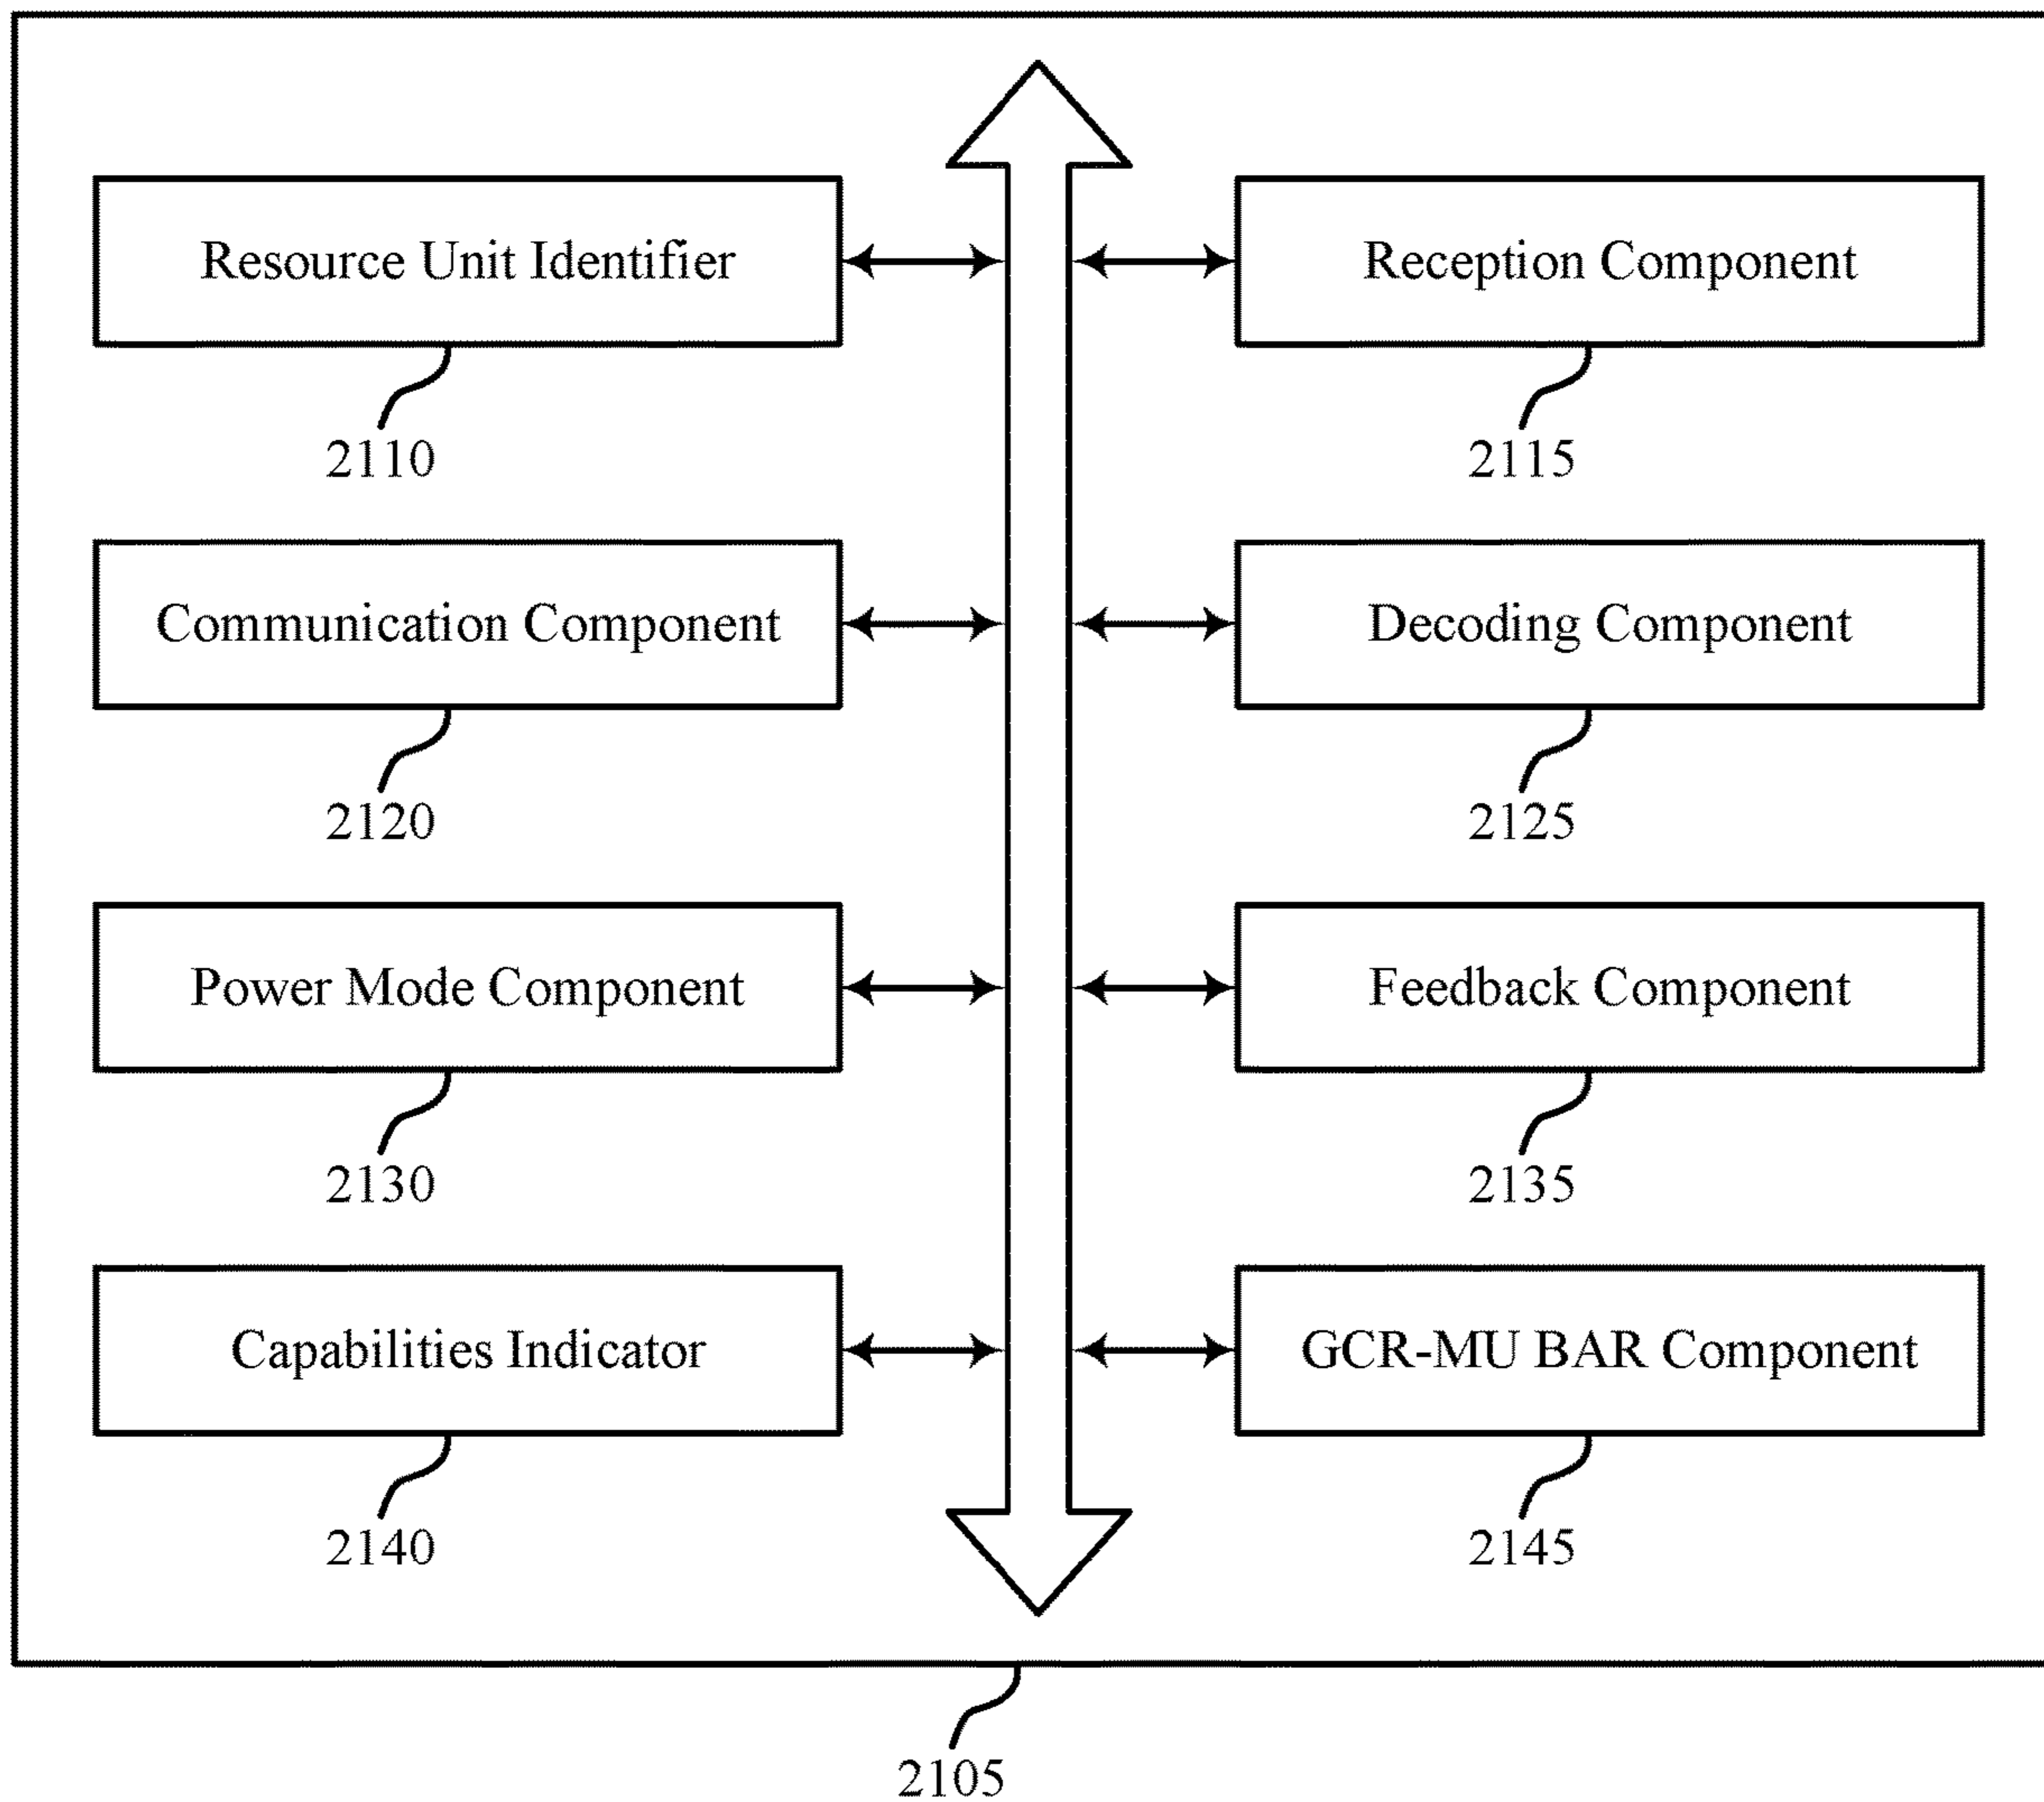 Resource Unit Identifier
Reception Component
2110
2115
Communication Component
Decoding Component
2120
2125
Power Mode Component
Feedback Component
2130
2135
Capabilities Indicator
GCR-MU BAR Component
2140
2145
2105